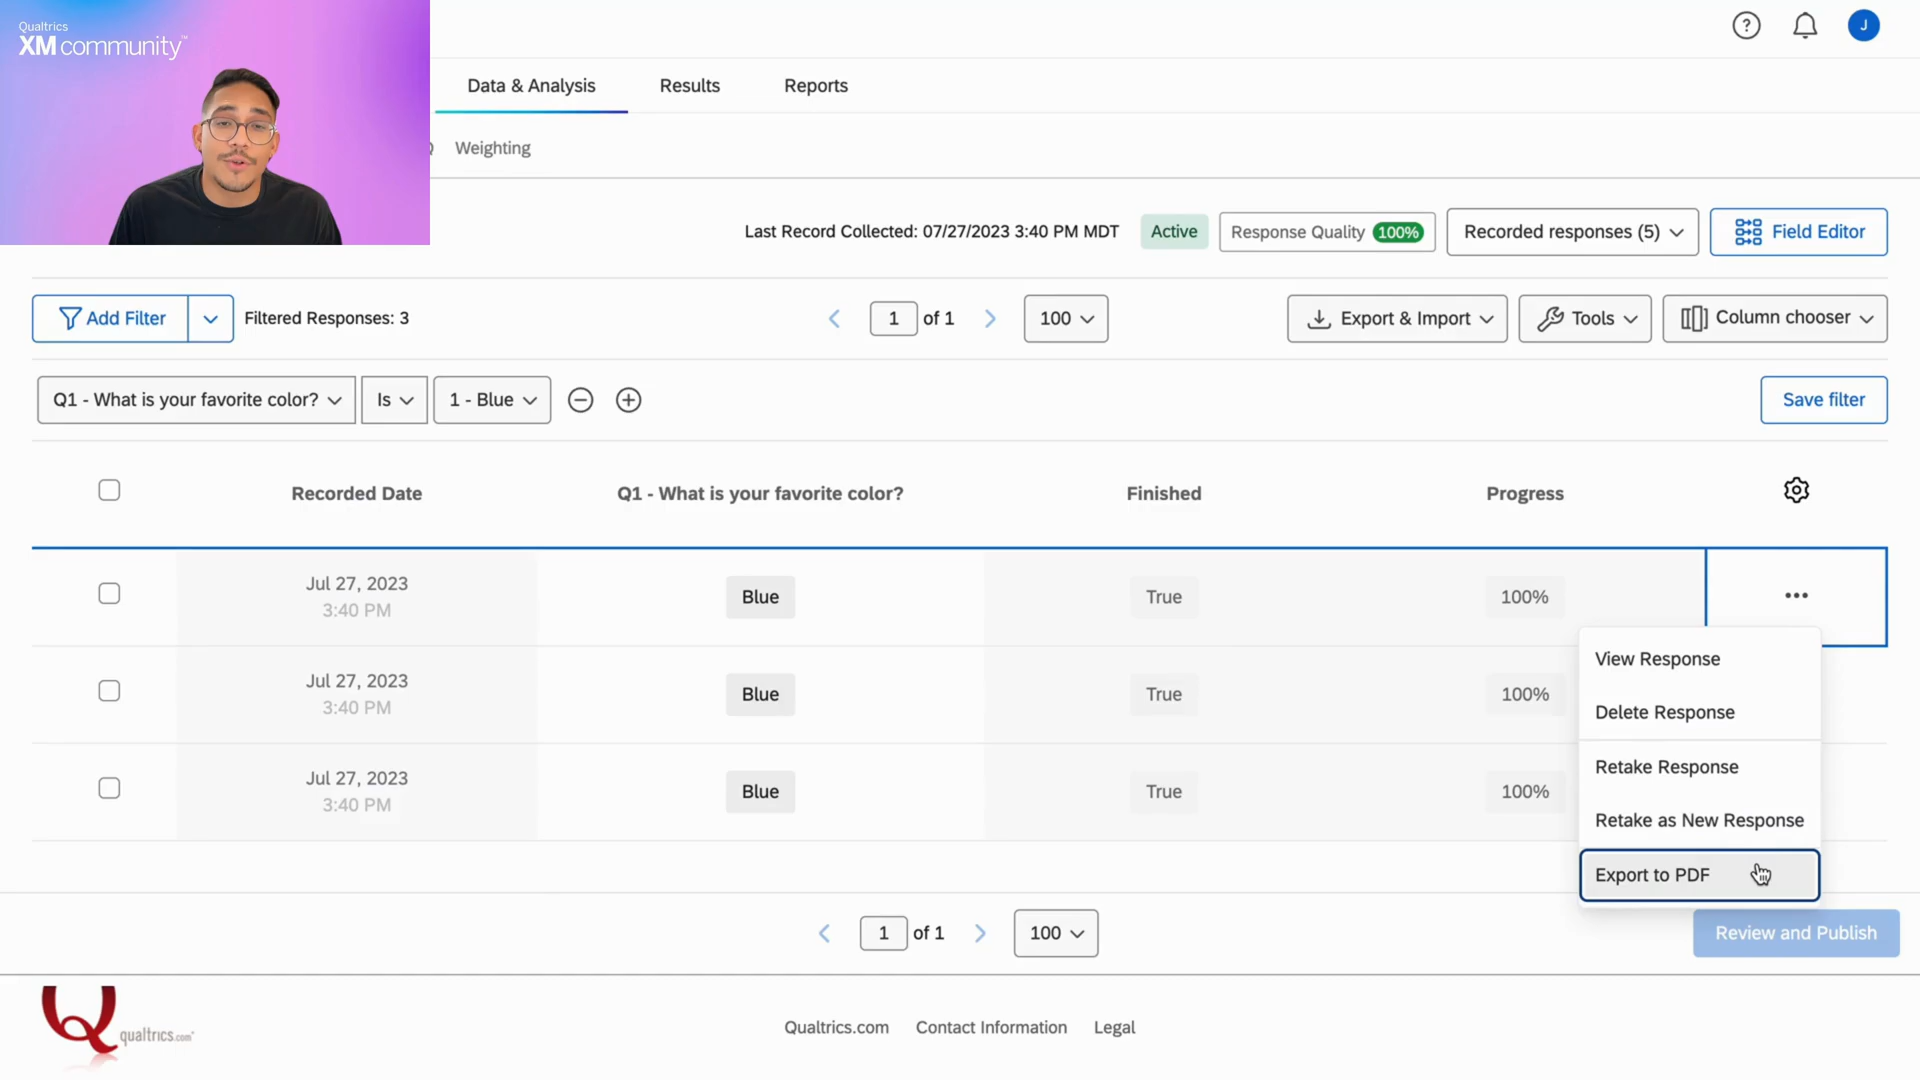 Qualtrics
XM community™
J
Data & Analysis
Results
Reports
Weighting
Last Record Collected: 07/27/2023 3:40 PM MDT
Active
Response Quality 100%
Recorded responses (5)
Field Editor
Add Filter
Filtered Responses: 3
1 of 1
100
Export & Import
Tools
Column chooser
Q1 - What is your favorite color?
Is
1 - Blue
Save filter
Recorded Date
Q1 - What is your favorite color?
Finished
Progress
Jul 27, 2023
3:40 PM
Blue
True
100%
Jul 27, 2023
3:40 PM
Blue
True
100%
Jul 27, 2023
3:40 PM
Blue
True
100%
View Response
Delete Response
Retake Response
Retake as New Response
Export to PDF
1 of 1
100
Review and Publish
Q qualtrics.com
Qualtrics.com
Contact Information
Legal